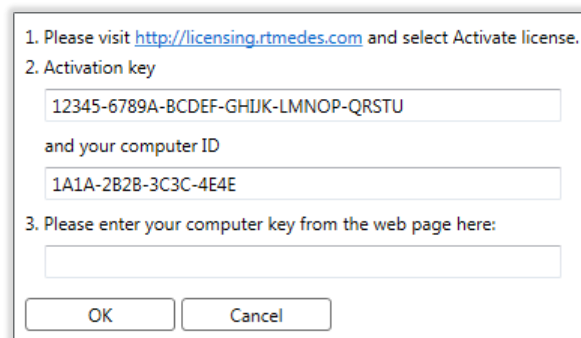 1. Please visit http://licensing.rtmedes.com and select Activate license.
2. Activation key
12345-6789A-BCDEF-GHIJK-LMNOP-QRSTU
and your computer ID
1A1A-2B2B-3C3C-4E4E
3. Please enter your computer key from the web page here:
OK Cancel